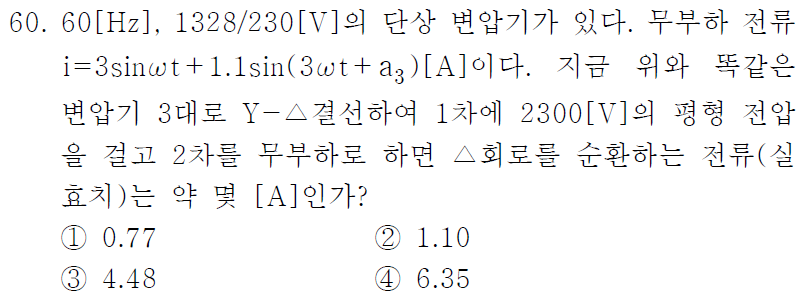 60. 60[Hz], 1328/230[V]의 단상 변압기가 있다. 무부하 전류
i=3sinωt+1.1sin(3ωt+a₃)[A]이다. 지금 위와 똑같은
변압기 3대로 Y-△결선하여 1차에 2300[V]의 평형 전압
을 걸고 2차를 무부하로 하면 △회로를 순환하는 전류(실
효치)는 약 몇 [A]인가?
① 0.77 ② 1.10
③ 4.48 ④ 6.35